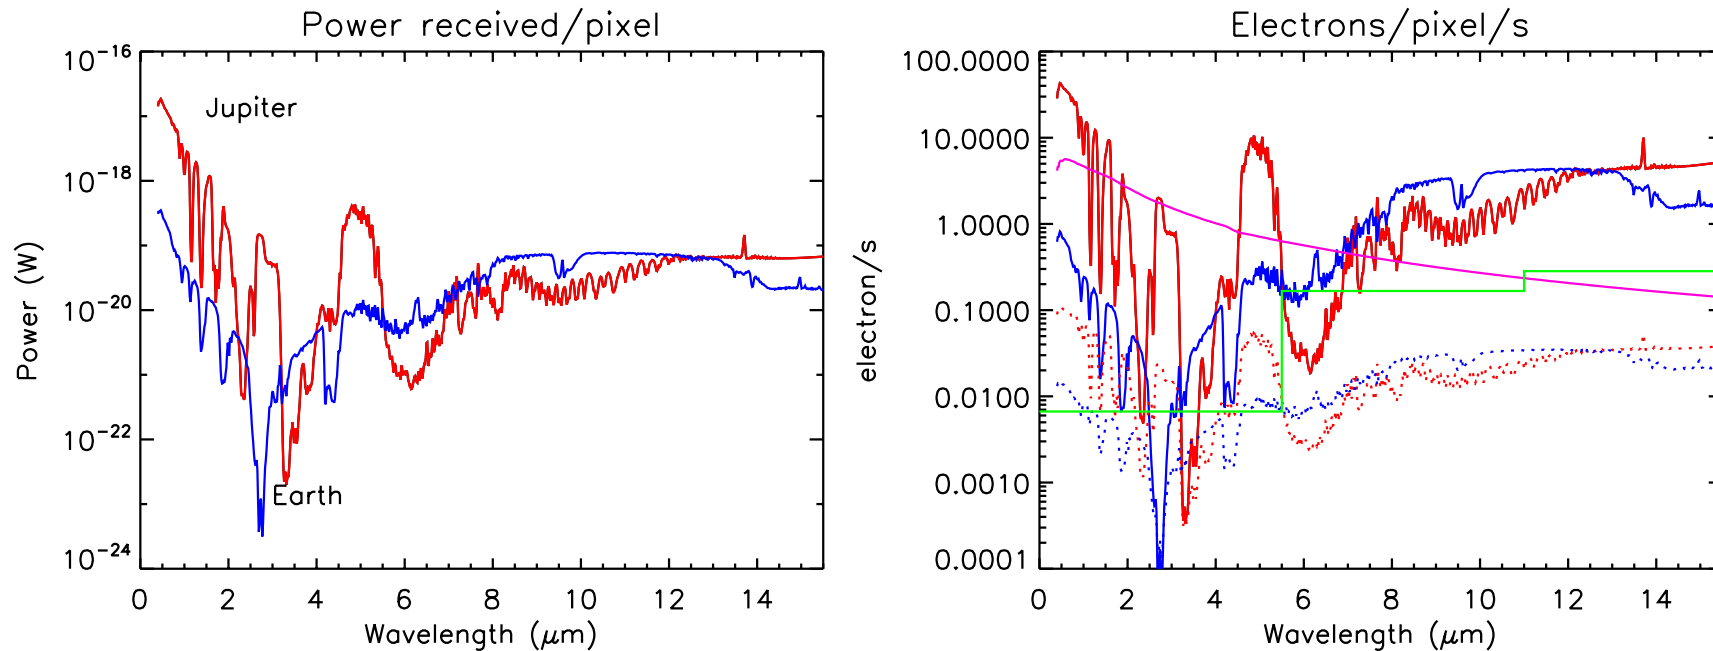 Power received/pixel
Power (W)
10⁻¹⁶
10⁻¹⁸
10⁻²⁰
10⁻²²
10⁻²⁴
Jupiter
Earth
0 2 4 6 8 10 12 14
Wavelength (μm)
Electrons/pixel/s
electron/s
100.0000
10.0000
1.0000
0.1000
0.0100
0.0010
0.0001
0 2 4 6 8 10 12 14
Wavelength (μm)